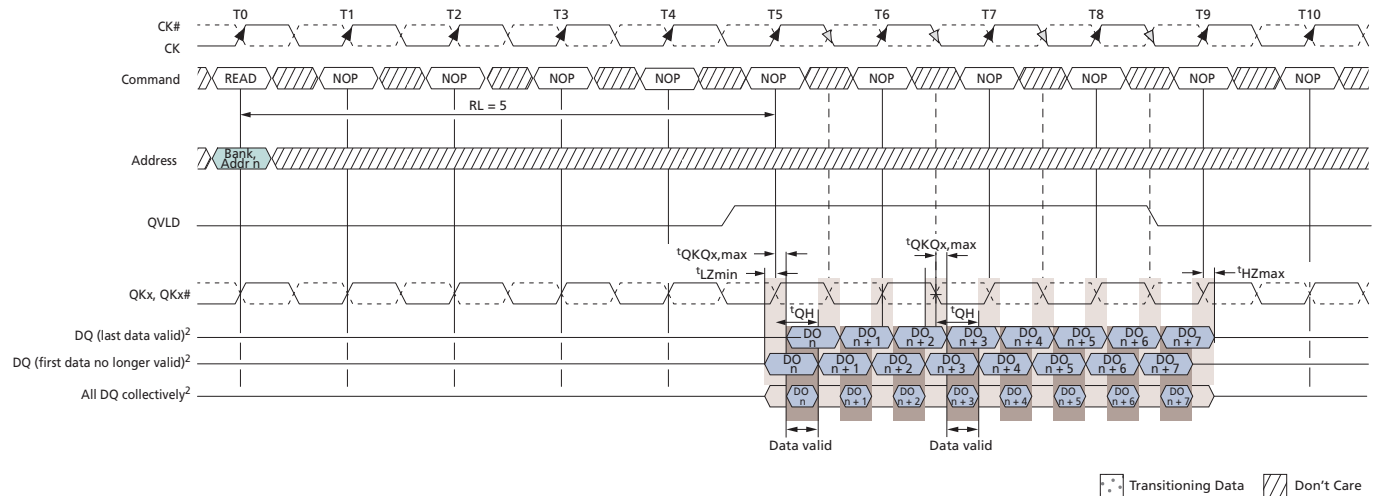 T0 T1 T2 T3 T4 T5 T6 T7 T8 T9 T10
CK#
CK
Command READ NOP NOP NOP NOP NOP NOP NOP NOP NOP NOP
RL = 5
Address Bank, Addr n
QVLD
tQKQx,max tQKQx,max
tLZmin tHZmax
QKx, QKx#
tQH tQH
DQ (last data valid)2 DO n DO n + 1 DO n + 2 DO n + 3 DO n + 4 DO n + 5 DO n + 6 DO n + 7
DQ (first data no longer valid)2 DO n DO n + 1 DO n + 2 DO n + 3 DO n + 4 DO n + 5 DO n + 6 DO n + 7
All DQ collectively2 DO n DO n + 1 DO n + 2 DO n + 3 DO n + 4 DO n + 5 DO n + 6 DO n + 7
Data valid Data valid
Transitioning Data Don't Care